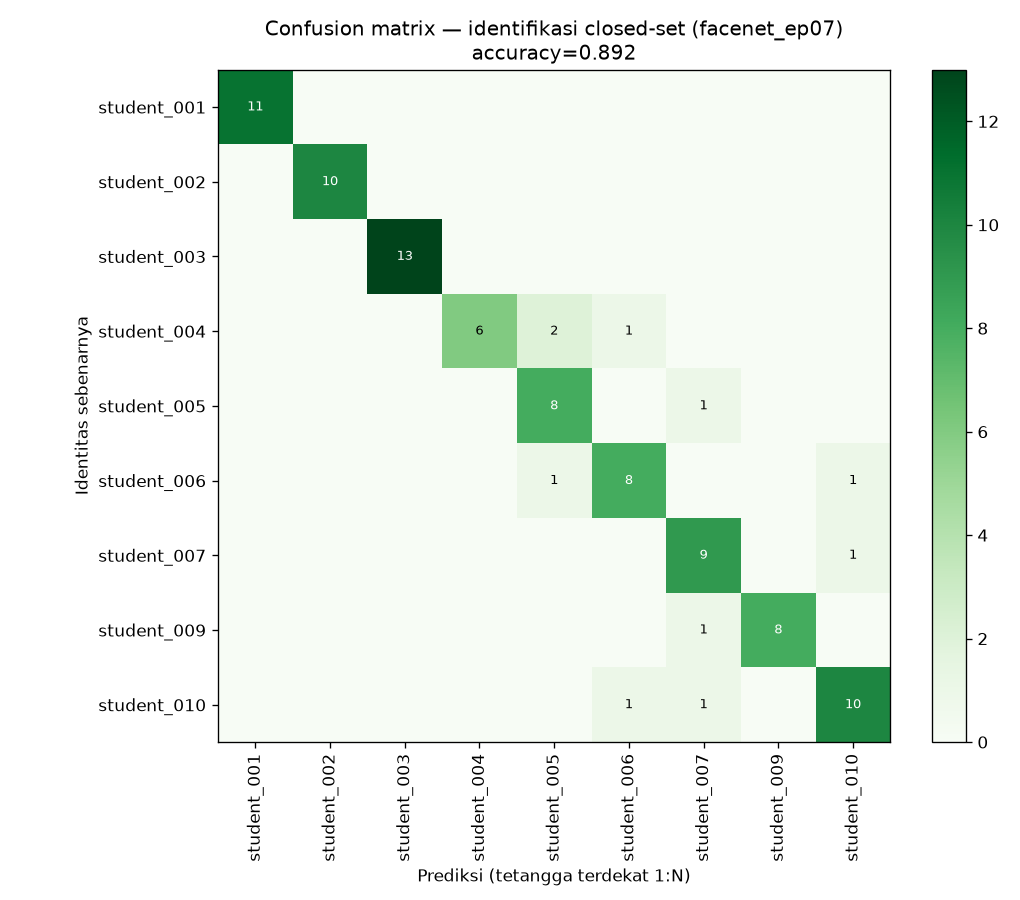 Confusion matrix — identifikasi closed-set (facenet_ep07)
accuracy=0.892
Identitas sebenarnya
student_001
student_002
student_003
student_004
student_005
student_006
student_007
student_009
student_010
11
10
13
6 2 1
8 1
1 8 1
9 1
1 8
1 1 10
student_001
student_002
student_003
student_004
student_005
student_006
student_007
student_009
student_010
Prediksi (tetangga terdekat 1:N)
12
10
8
6
4
2
0